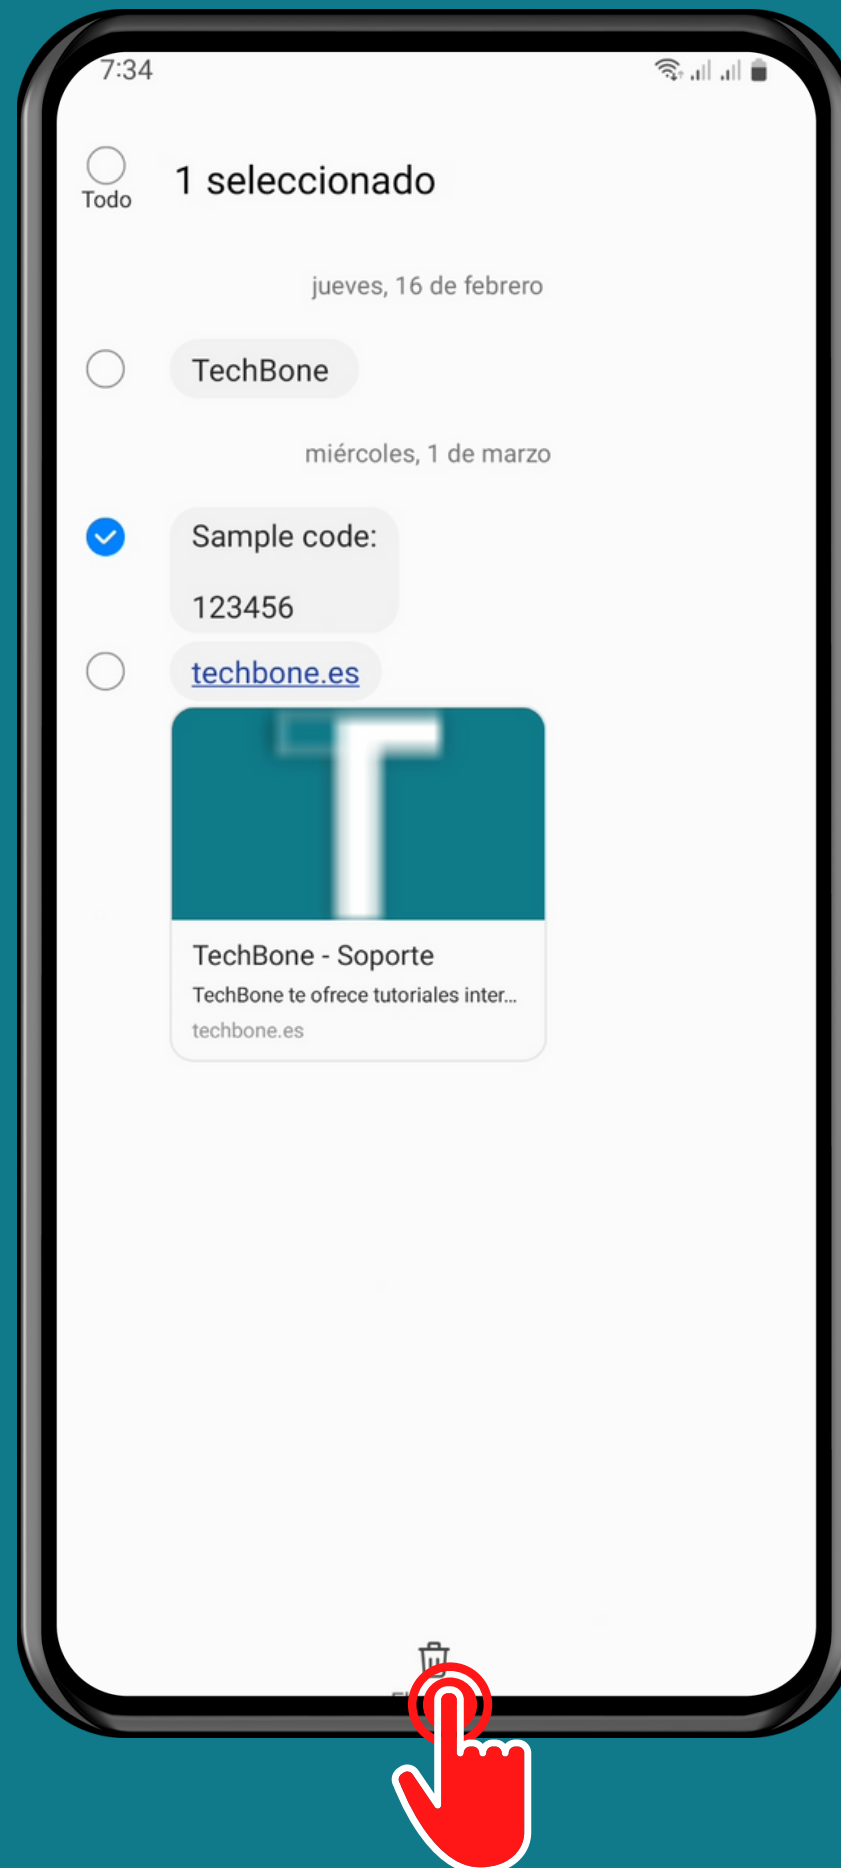 7:34
Todo
1 seleccionado
jueves, 16 de febrero
TechBone
miércoles, 1 de marzo
Sample code:
123456
techbone.es
T
TechBone - Soporte
TechBone te ofrece tutoriales inter...
techbone.es